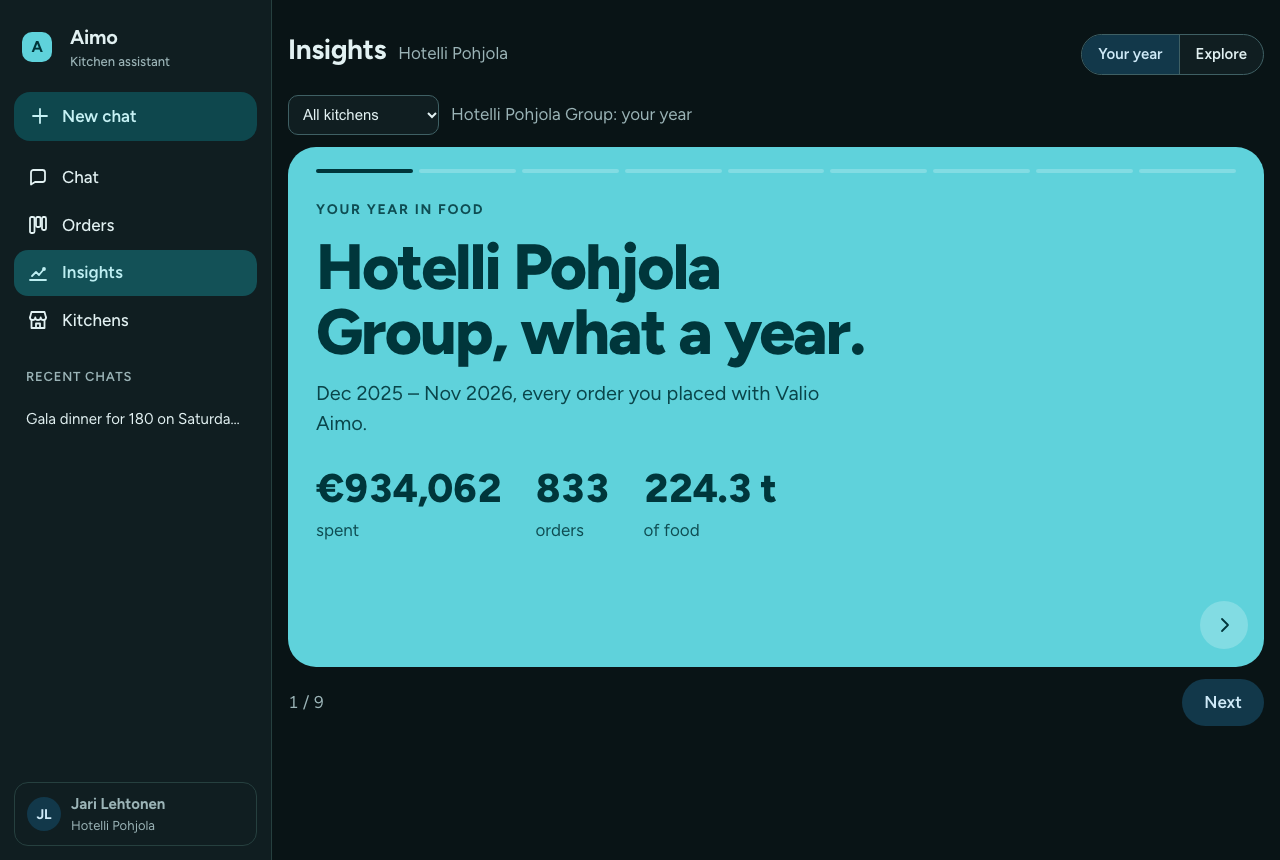 A
Aimo
Kitchen assistant
New chat
Chat
Orders
Insights
Kitchens
RECENT CHATS
Gala dinner for 180 on Saturda...
JL
Jari Lehtonen
Hotelli Pohjola
Insights Hotelli Pohjola
Your year
Explore
All kitchens
Hotelli Pohjola Group: your year
YOUR YEAR IN FOOD
Hotelli Pohjola
Group, what a year.
Dec 2025 – Nov 2026, every order you placed with Valio
Aimo.
€934,062 833 224.3 t
spent orders of food
1 / 9
Next